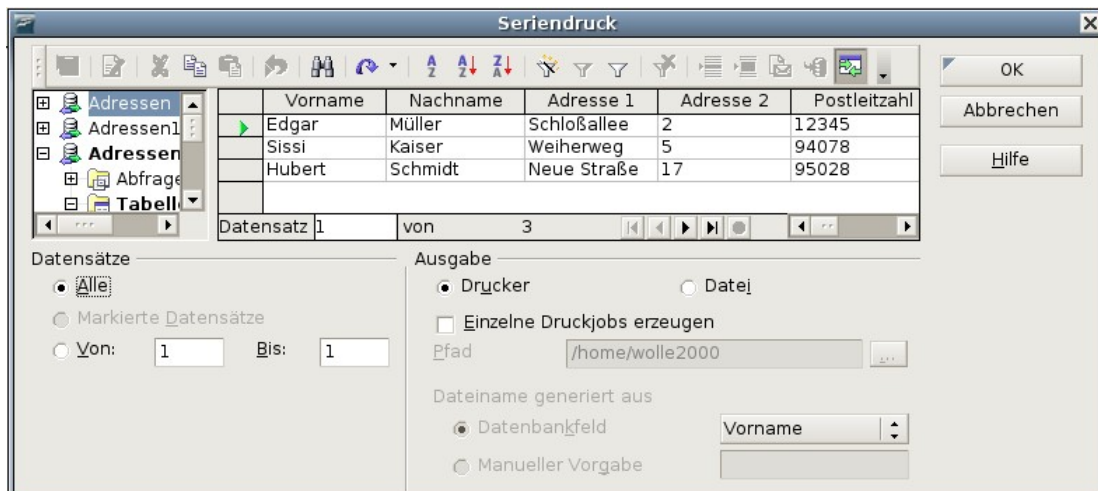 Seriendruck
OK
Abbrechen
Hilfe
Adressen
Adressen1
Adressen
Abfrage
Tabelle
Vorname Nachname Adresse 1 Adresse 2 Postleitzahl
Edgar Müller Schloßallee 2 12345
Sissi Kaiser Weiherweg 5 94078
Hubert Schmidt Neue Straße 17 95028
Datensatz 1 von 3
Datensätze
Alle
Markierte Datensätze
Von: 1 Bis: 1
Ausgabe
Drucker Datei
Einzelne Druckjobs erzeugen
Pfad /home/wolle2000 ...
Dateiname generiert aus
Datenbankfeld Vorname
Manueller Vorgabe